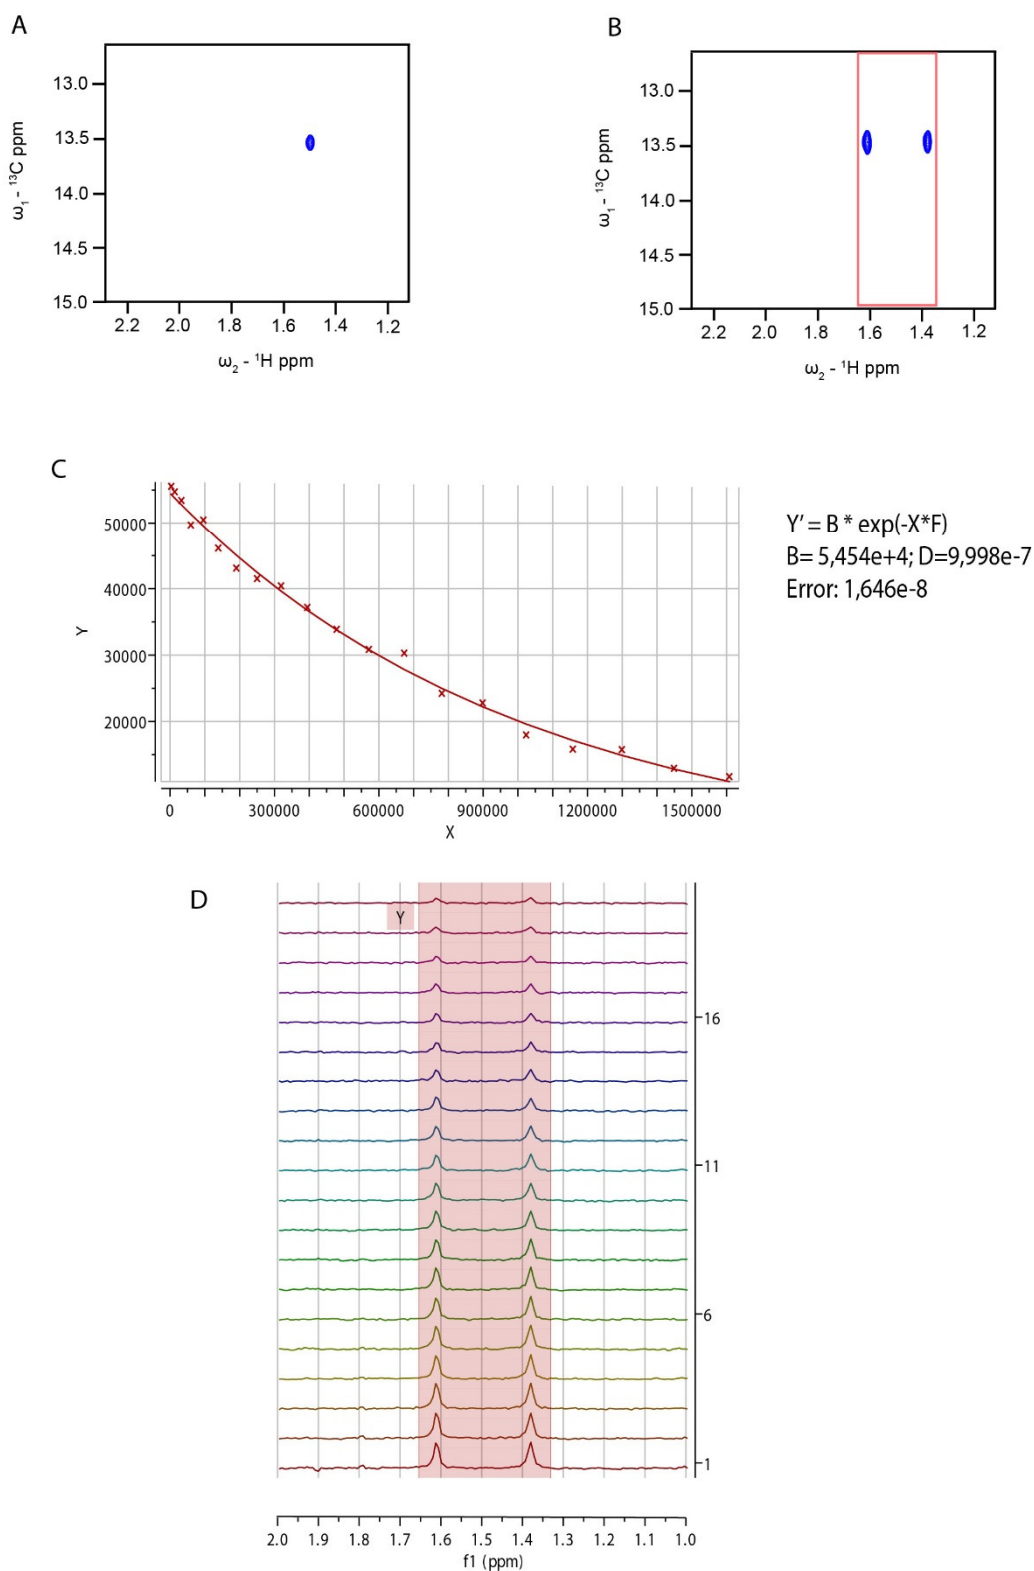 A
13.0
13.5
14.0
14.5
15.0
ω1 - 13C ppm
2.2 2.0 1.8 1.6 1.4 1.2
ω2 - 1H ppm
B
13.0
13.5
14.0
14.5
15.0
ω1 - 13C ppm
2.2 2.0 1.8 1.6 1.4 1.2
ω2 - 1H ppm
C
50000
40000
30000
20000
Y
0 300000 600000 900000 1200000 1500000
X
Y' = B * exp(-X*F)
B= 5,454e+4; D=9,998e-7
Error: 1,646e-8
D
Y
16
11
6
1
2.0 1.9 1.8 1.7 1.6 1.5 1.4 1.3 1.2 1.1 1.0
f1 (ppm)